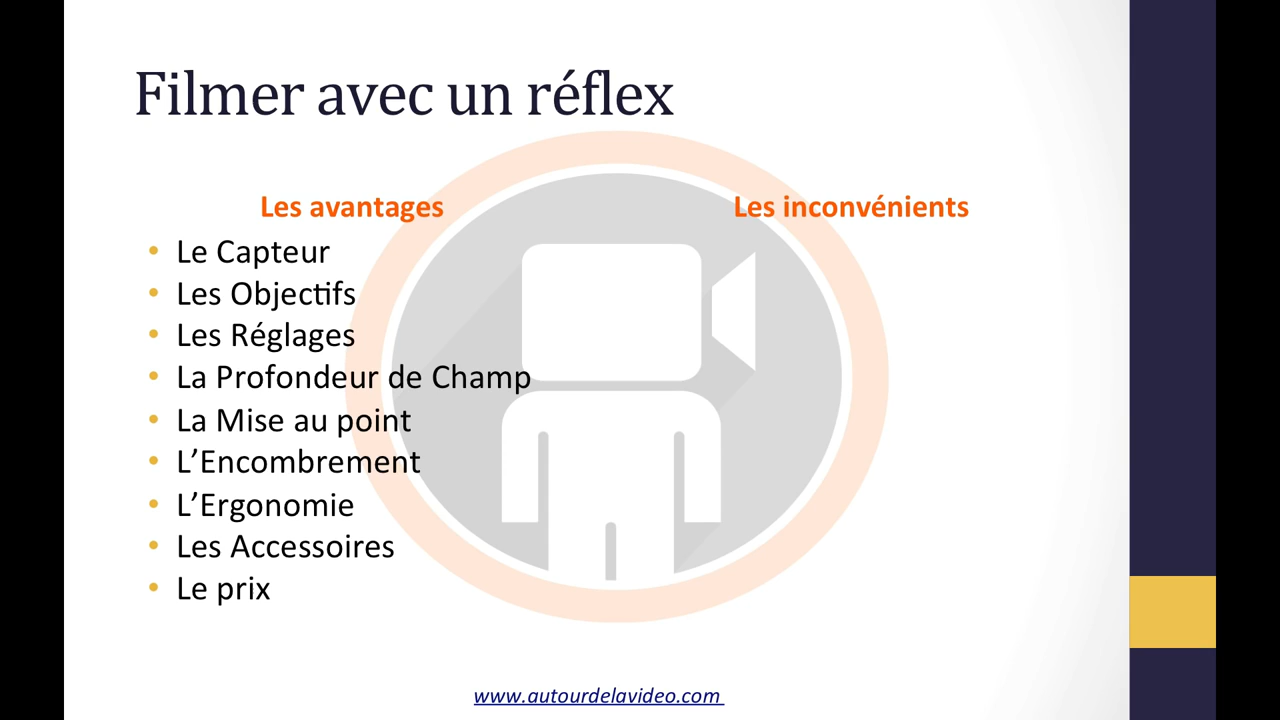 Filmer avec un réflex
Les avantages
Le Capteur
Les Objectifs
Les Réglages
La Profondeur de Champ
La Mise au point
L’Encombrement
L’Ergonomie
Les Accessoires
Le prix
Les inconvénients
www.autourdelavideo.com